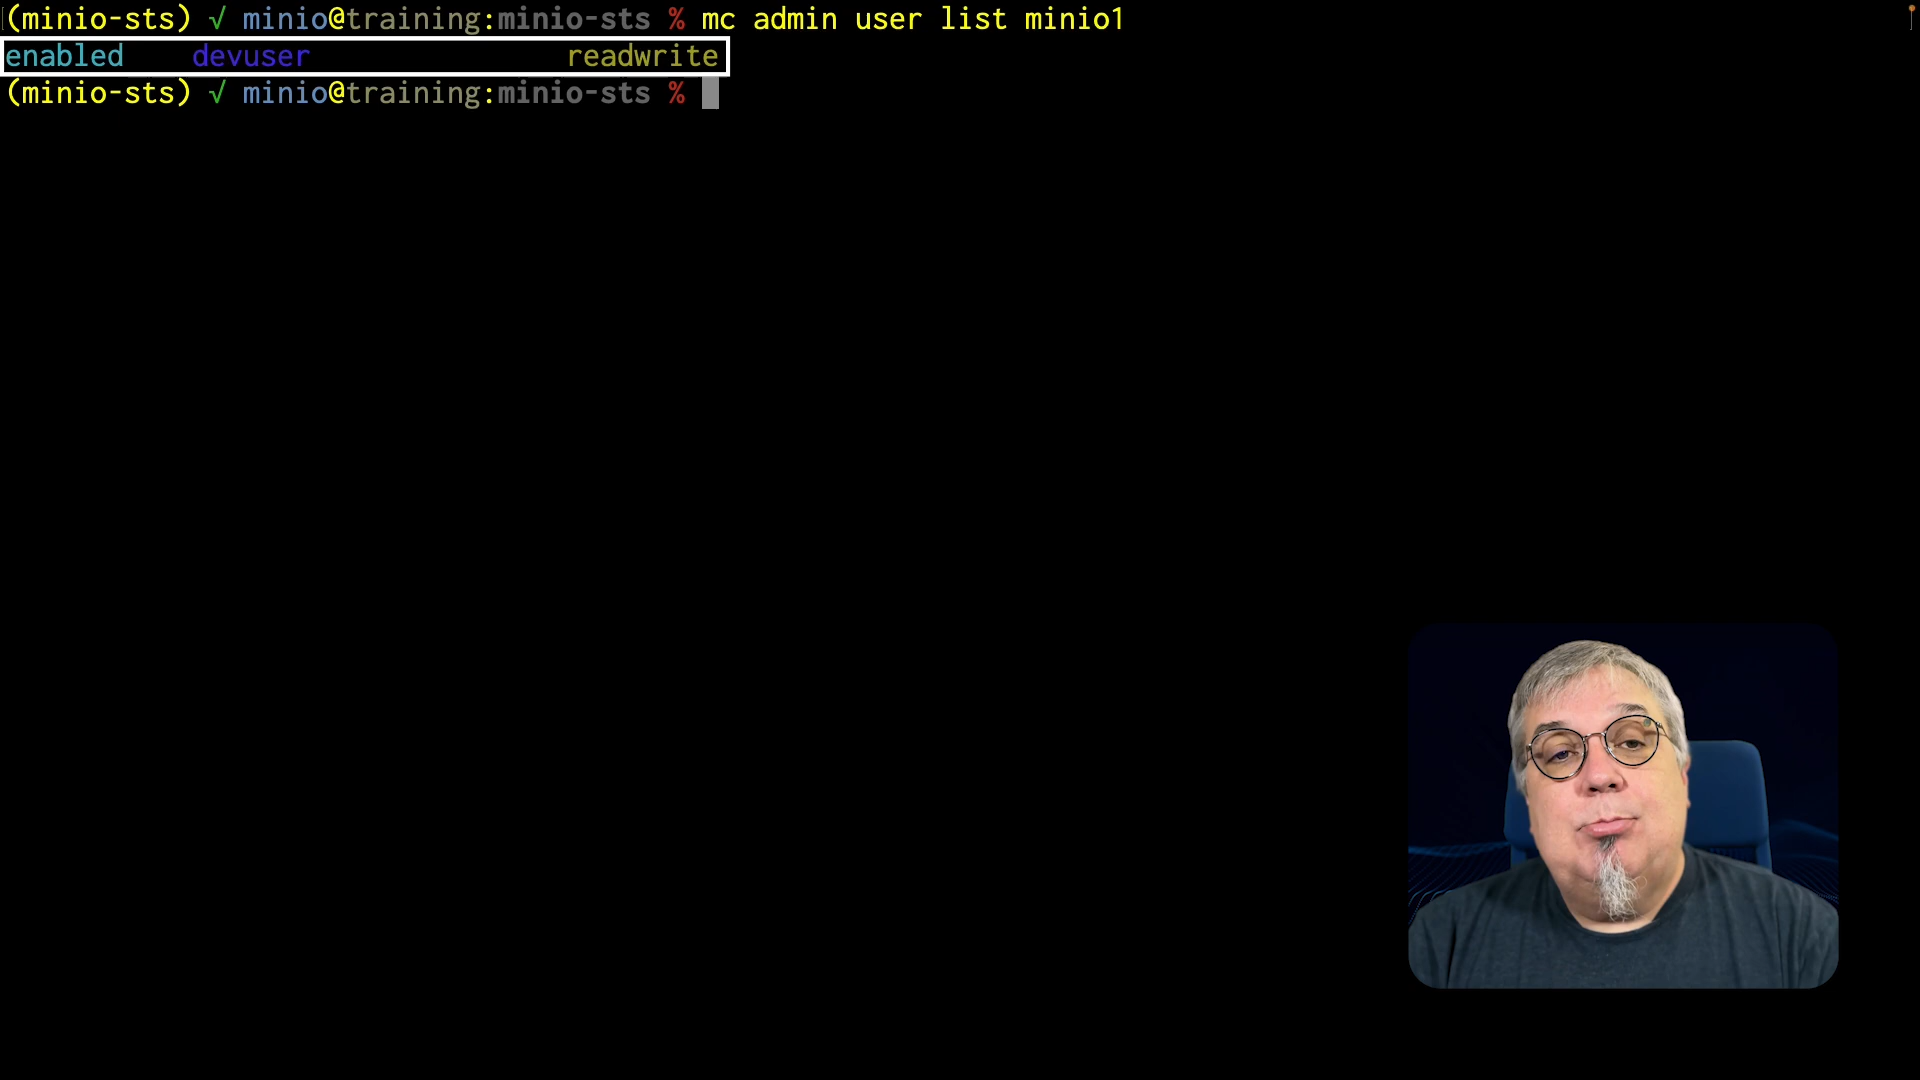 (minio-sts) √ minio@training:minio-sts % mc admin user list minio1
enabled    devuser               readwrite
(minio-sts) √ minio@training:minio-sts %